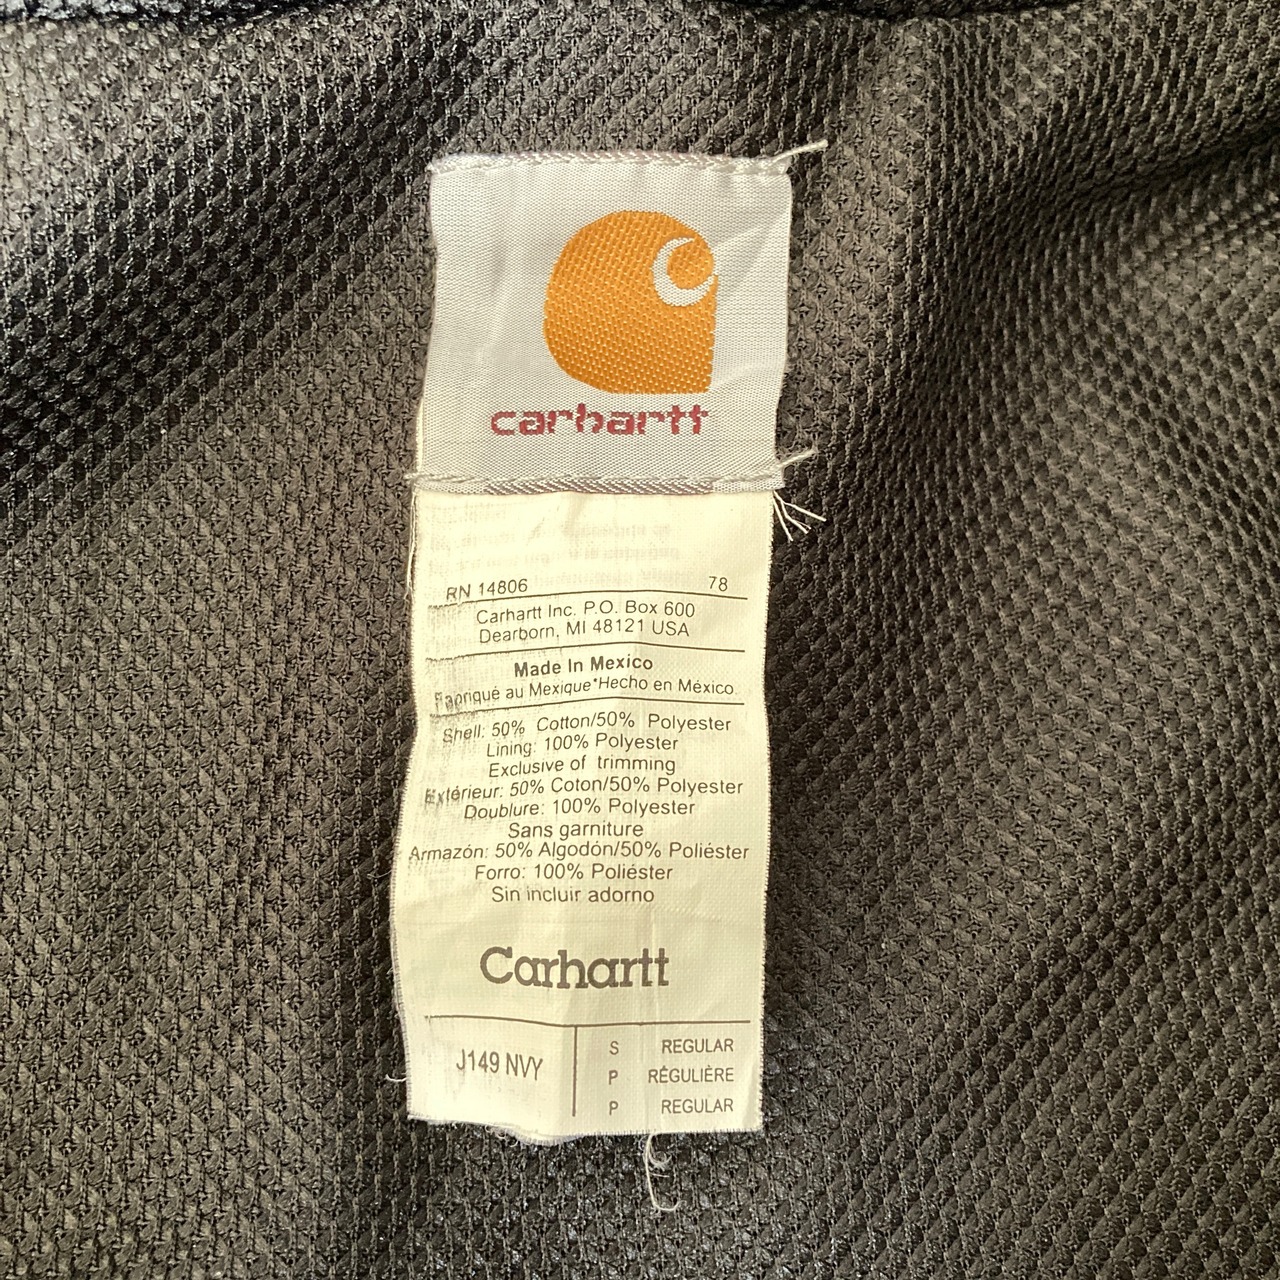 carhartt
RN 14806 78
Carhartt Inc. P.O. Box 600
Dearborn, MI 48121 USA
Made In Mexico
Fabriqué au Mexique*Hecho en México
Shell: 50% Cotton/50% Polyester
Lining: 100% Polyester
Exclusive of trimming
Extérieur: 50% Coton/50% Polyester
Doublure: 100% Polyester
Sans garniture
Armazón: 50% Algodón/50% Poliéster
Forro: 100% Poliéster
Sin incluir adorno
Carhartt
J149 NVY
S REGULAR
P RÉGULIÈRE
P REGULAR